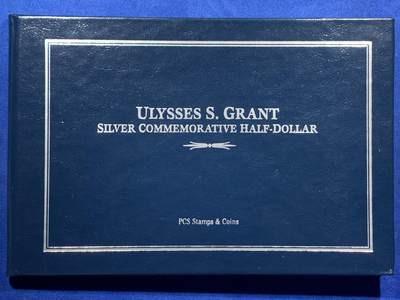 ULYSSES S. GRANT
SILVER COMMEMORATIVE HALF-DOLLAR
PCS Stamps & Coins